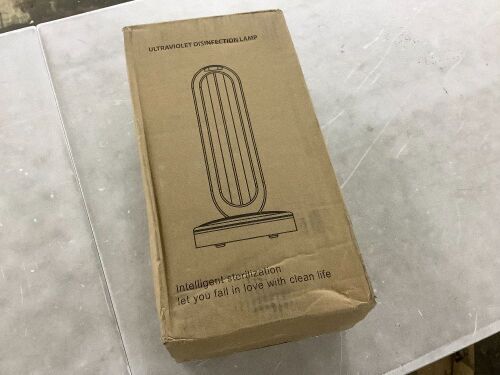 ULTRAVIOLET DISINFECTION LAMP
Intelligent sterilization
let you fall in love with clean life